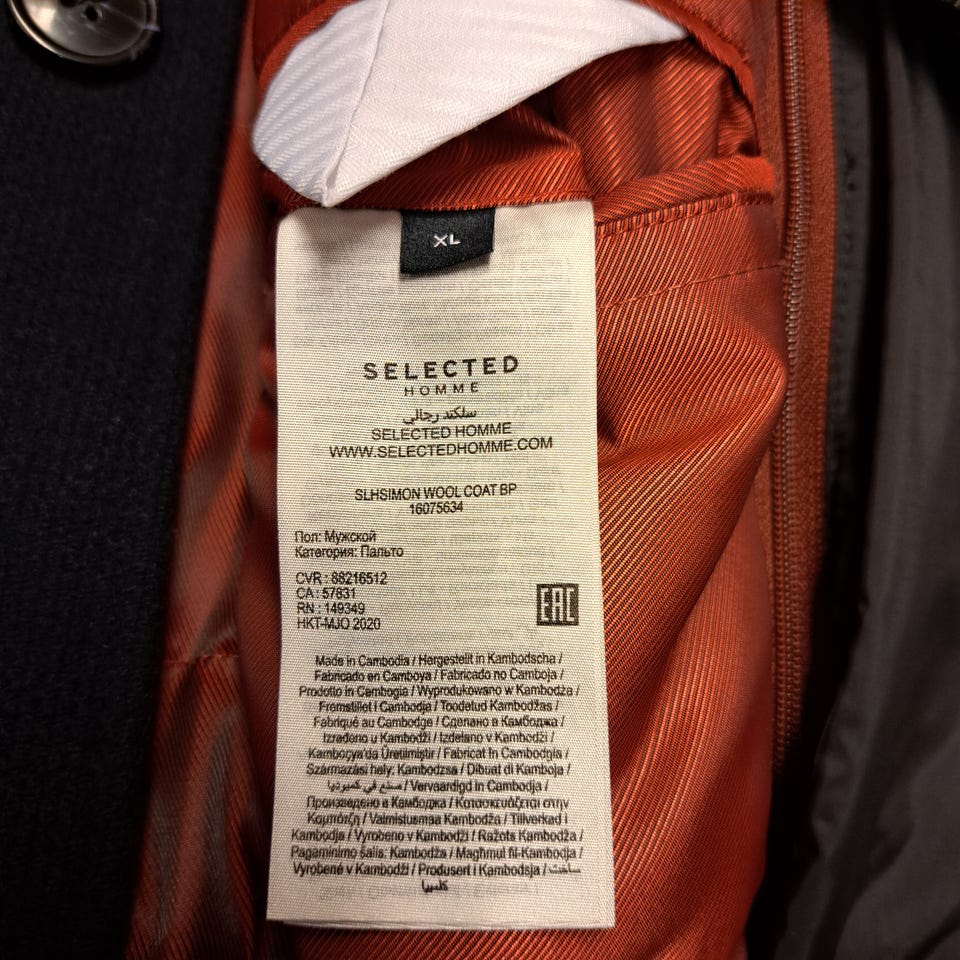 XL
SELECTED
HOMME
سلكتد رجالي
SELECTED HOMME
WWW.SELECTEDHOMME.COM
SLHSIMON WOOL COAT BP
16075634
Пол: Мужской
Категория: Пальто
CVR : 88216512
CA : 57831
RN : 149349
HKT-MJO 2020
EAC
Made in Cambodia / Hergestellt in Kambodscha /
Fabricado en Camboya / Fabricado no Camboja /
Prodotto in Cambogia / Wyprodukowano w Kambodża /
Fremstillet i Cambodja / Toodetud Kambodžas /
Fabriqué au Cambodge / Сделано в Камбоджа /
Izrađeno u Kambodži / Izdelano v Kambodži /
Kamboçya'da Üretilmiştir / Fabricat în Cambodgia /
Származási hely: Kambodzsa / Dibuat di Kamboja /
صنع في كمبوديا / Vervaardigd in Cambodja /
Произведено в Камбоджа / Κατασκευάζεται στην
Καμπότζη / Valmistusmaa Kambodža / Tillverkad i
Kambodja / Vyrobeno v Kambodži / Ražots Kambodža /
Pagaminimo šalis: Kambodža / Magħmul fil-Kambodja /
Vyrobené v Kambodži / Produsert i Kambodsja / ساخت